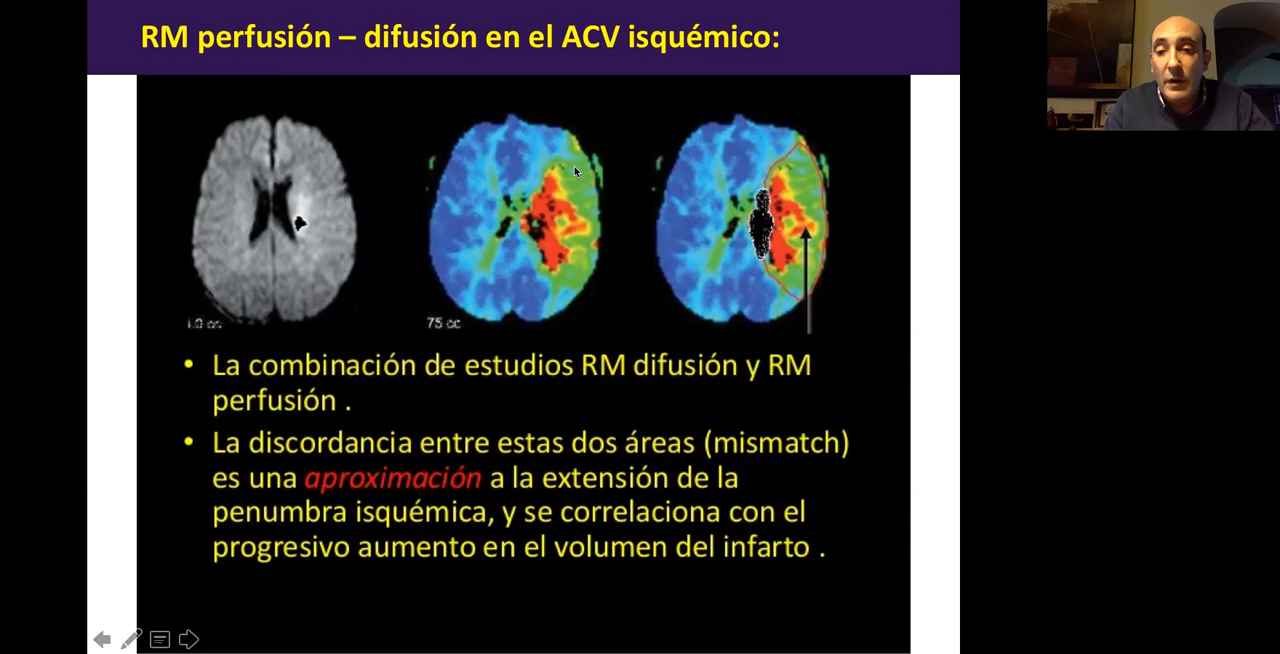 RM perfusión – difusión en el ACV isquémico:
75 cc
• La combinación de estudios RM difusión y RM
perfusión .
• La discordancia entre estas dos áreas (mismatch)
es una aproximación a la extensión de la
penumbra isquémica, y se correlaciona con el
progresivo aumento en el volumen del infarto .